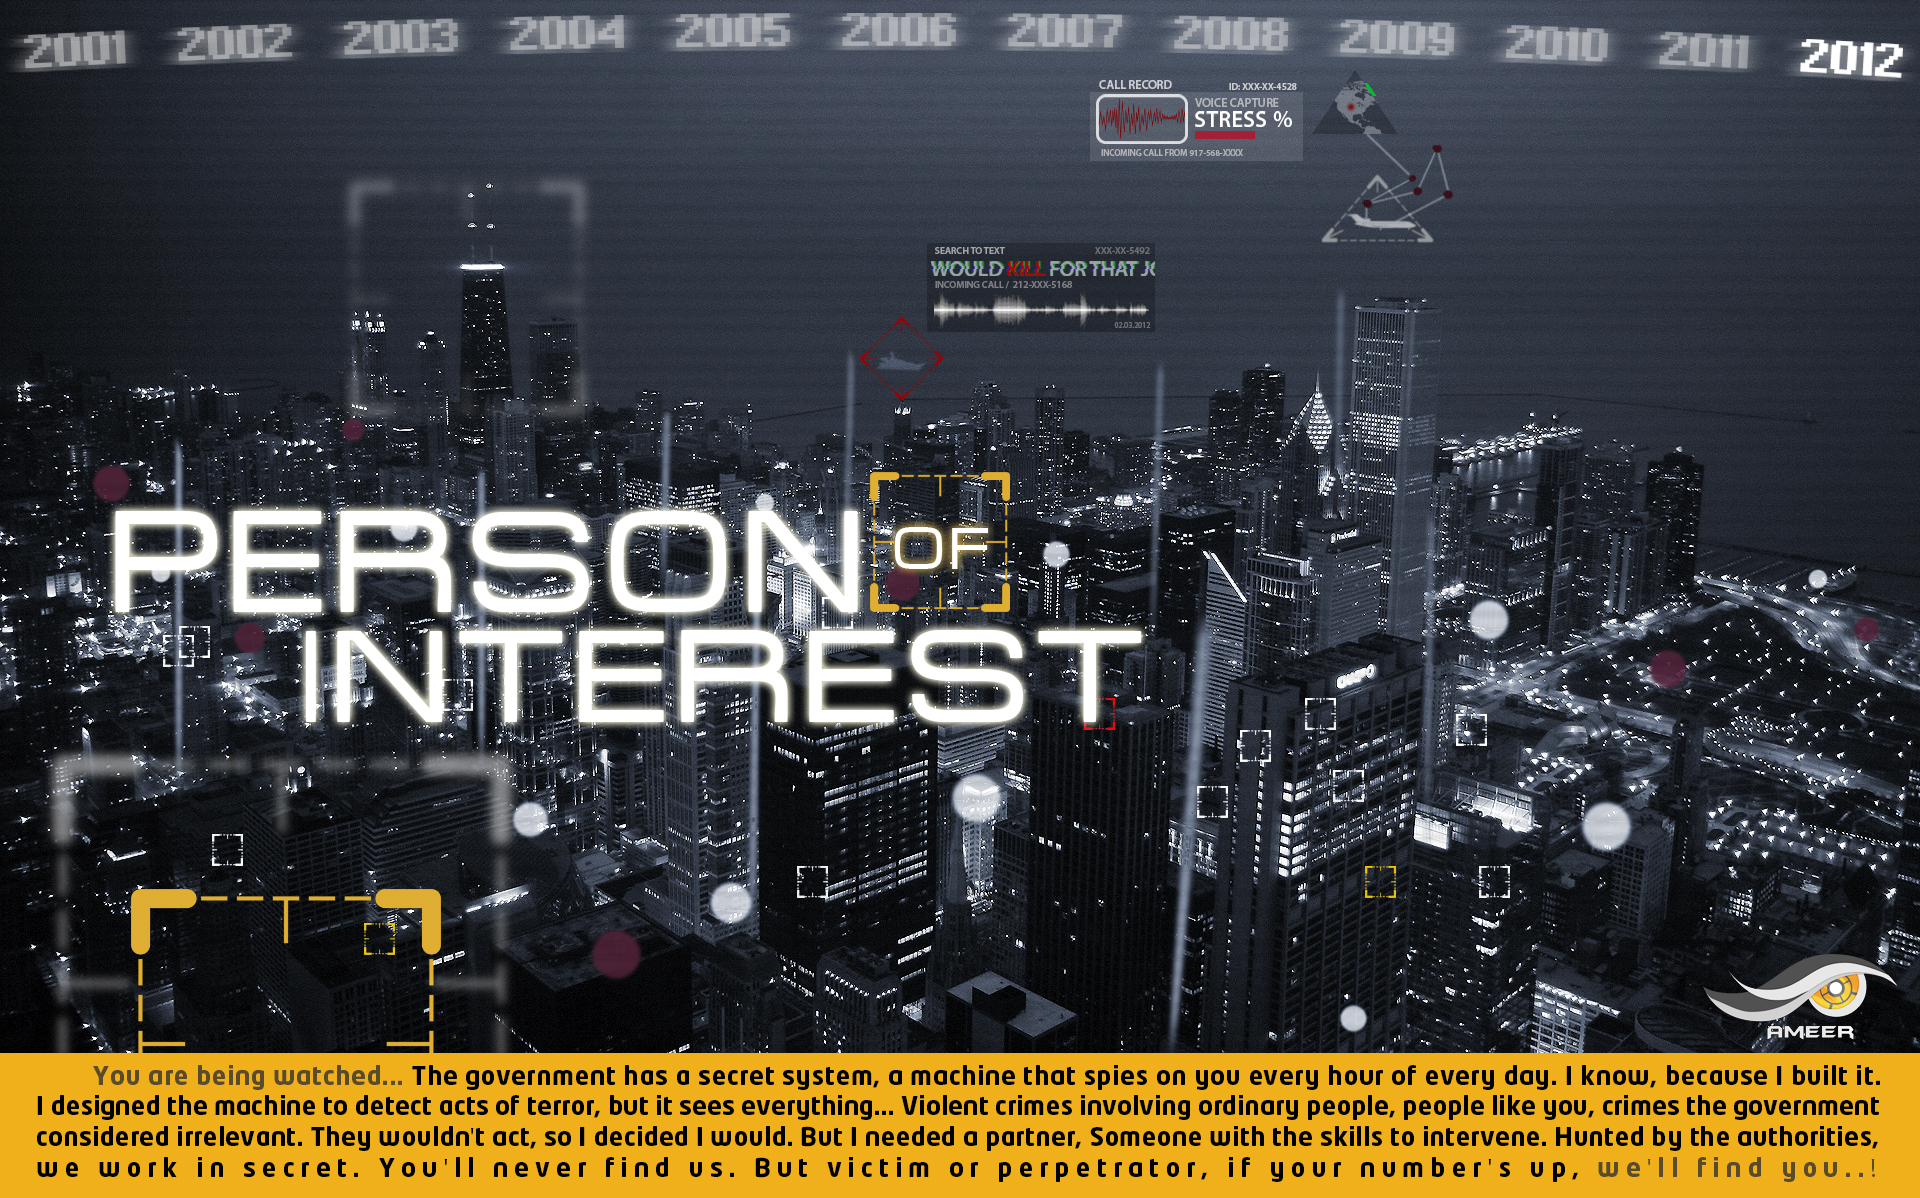 2001 2002 2003 2004 2005 2006 2007 2008 2009 2010 2011 2012
CALL RECORD ID: XXX-XX-4528
VOICE CAPTURE
STRESS %
INCOMING CALL FROM 917-568-XXXX
SEARCH TO TEXT XXX-XX-5492
WOULD KILL FOR THAT
INCOMING CALL / 212-XXX-5168
02.03.2012
PERSON OF
INTEREST
AMEER
You are being watched... The government has a secret system, a machine that spies on you every hour of every day. I know, because I built it.
I designed the machine to detect acts of terror, but it sees everything... Violent crimes involving ordinary people, people like you, crimes the government
considered irrelevant. They wouldn't act, so I decided I would. But I needed a partner, Someone with the skills to intervene. Hunted by the authorities,
we work in secret. You'll never find us. But victim or perpetrator, if your number's up, we'll find you..!